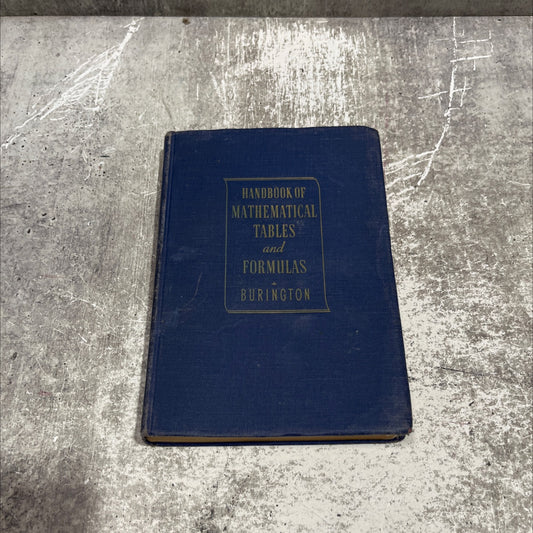 HANDBOOK OF
MATHEMATICAL
TABLES
and
FORMULAS
BURINGTON